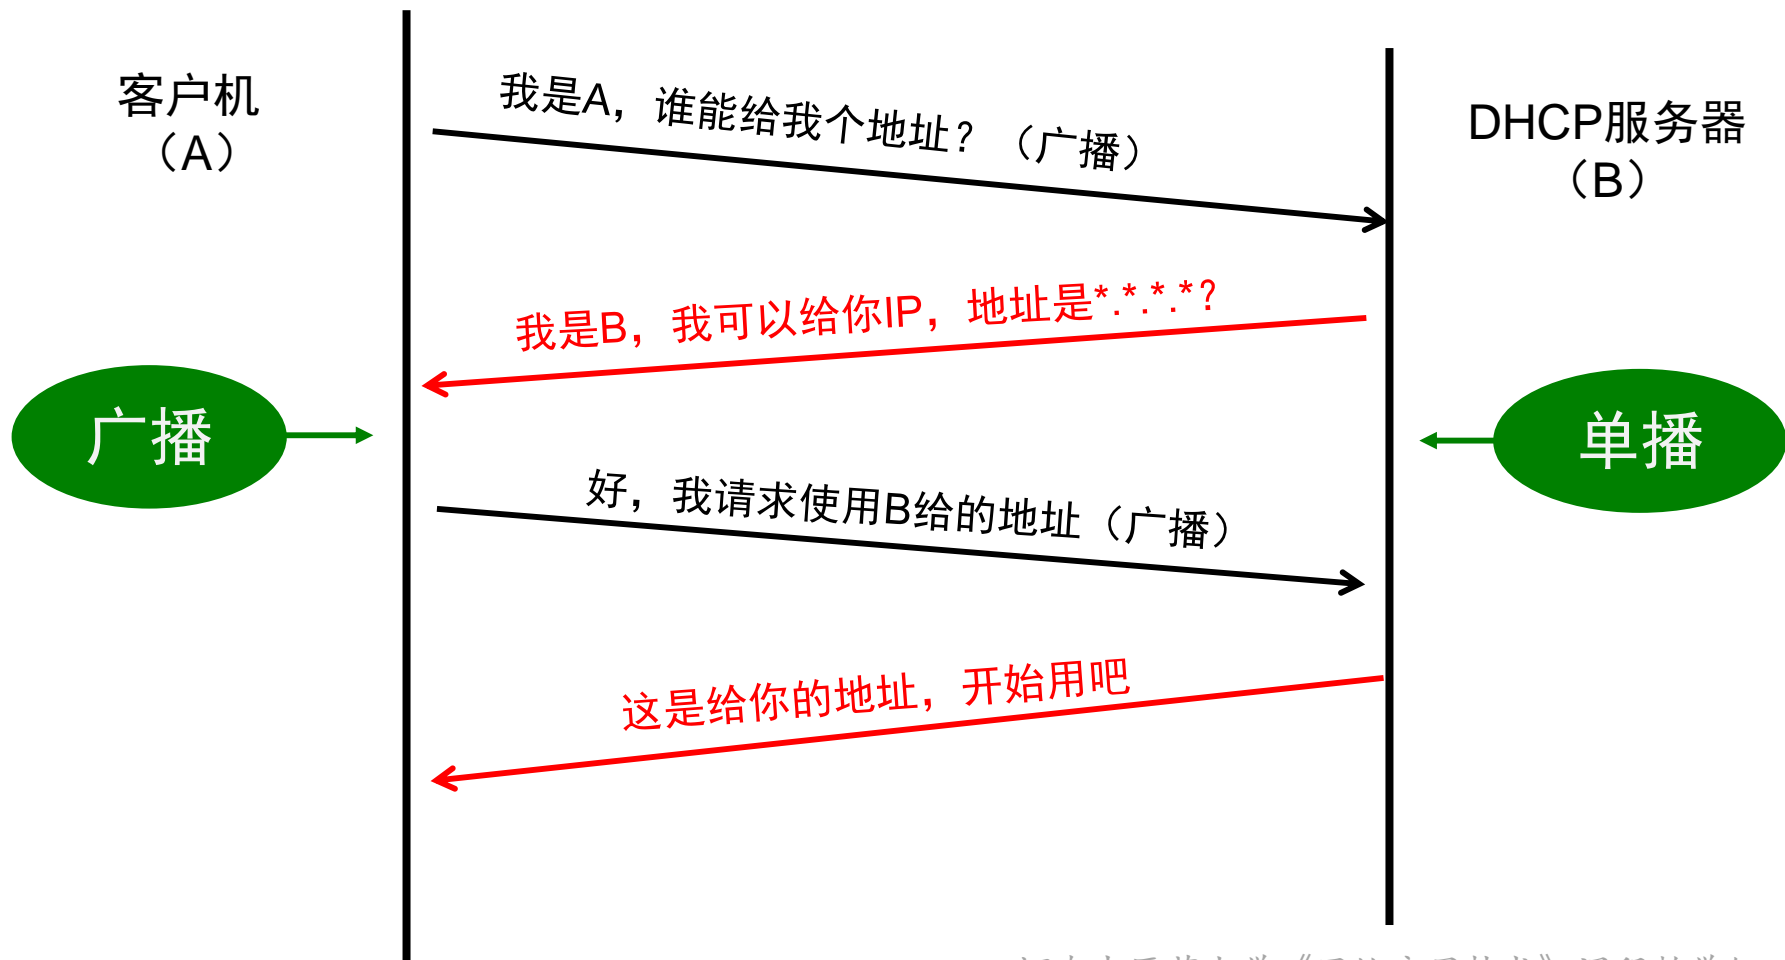 客户机
（A）
我是A，谁能给我个地址？（广播）
DHCP服务器
（B）
我是B，我可以给你IP，地址是*.*.*.*？
广播
单播
好，我请求使用B给的地址（广播）
这是给你的地址，开始用吧